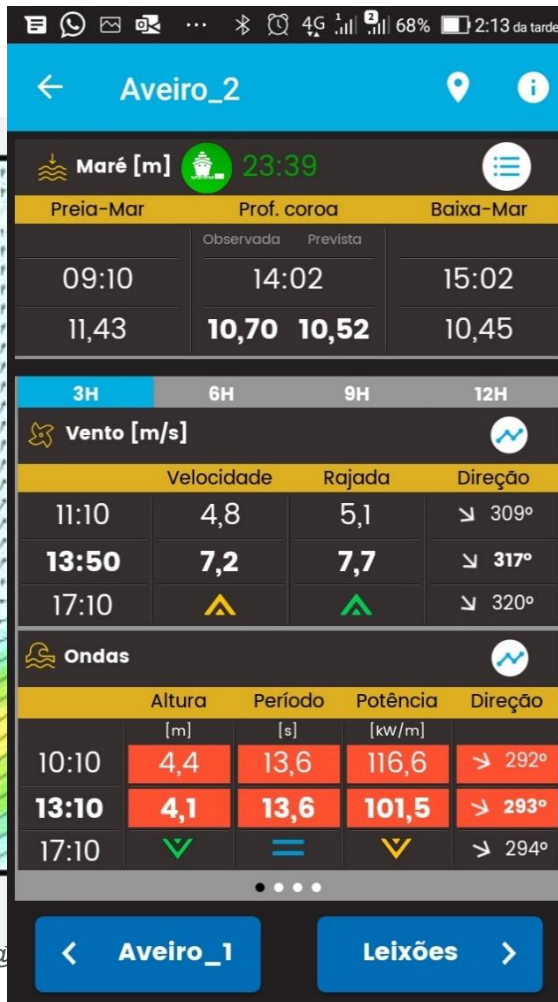 4G 1 2 68% 2:13 da tarde
Aveiro_2
Maré [m] 23:39
Preia-Mar Prof. coroa Baixa-Mar
Observada Prevista
09:10 14:02 15:02
11,43 10,70 10,52 10,45
3H 6H 9H 12H
Vento [m/s]
Velocidade Rajada Direção
11:10 4,8 5,1 309º
13:50 7,2 7,7 317º
17:10 320º
Ondas
Altura Período Potência Direção
[m] [s] [kW/m]
10:10 4,4 13,6 116,6 292º
13:10 4,1 13,6 101,5 293º
17:10 294º
Aveiro_1 Leixões